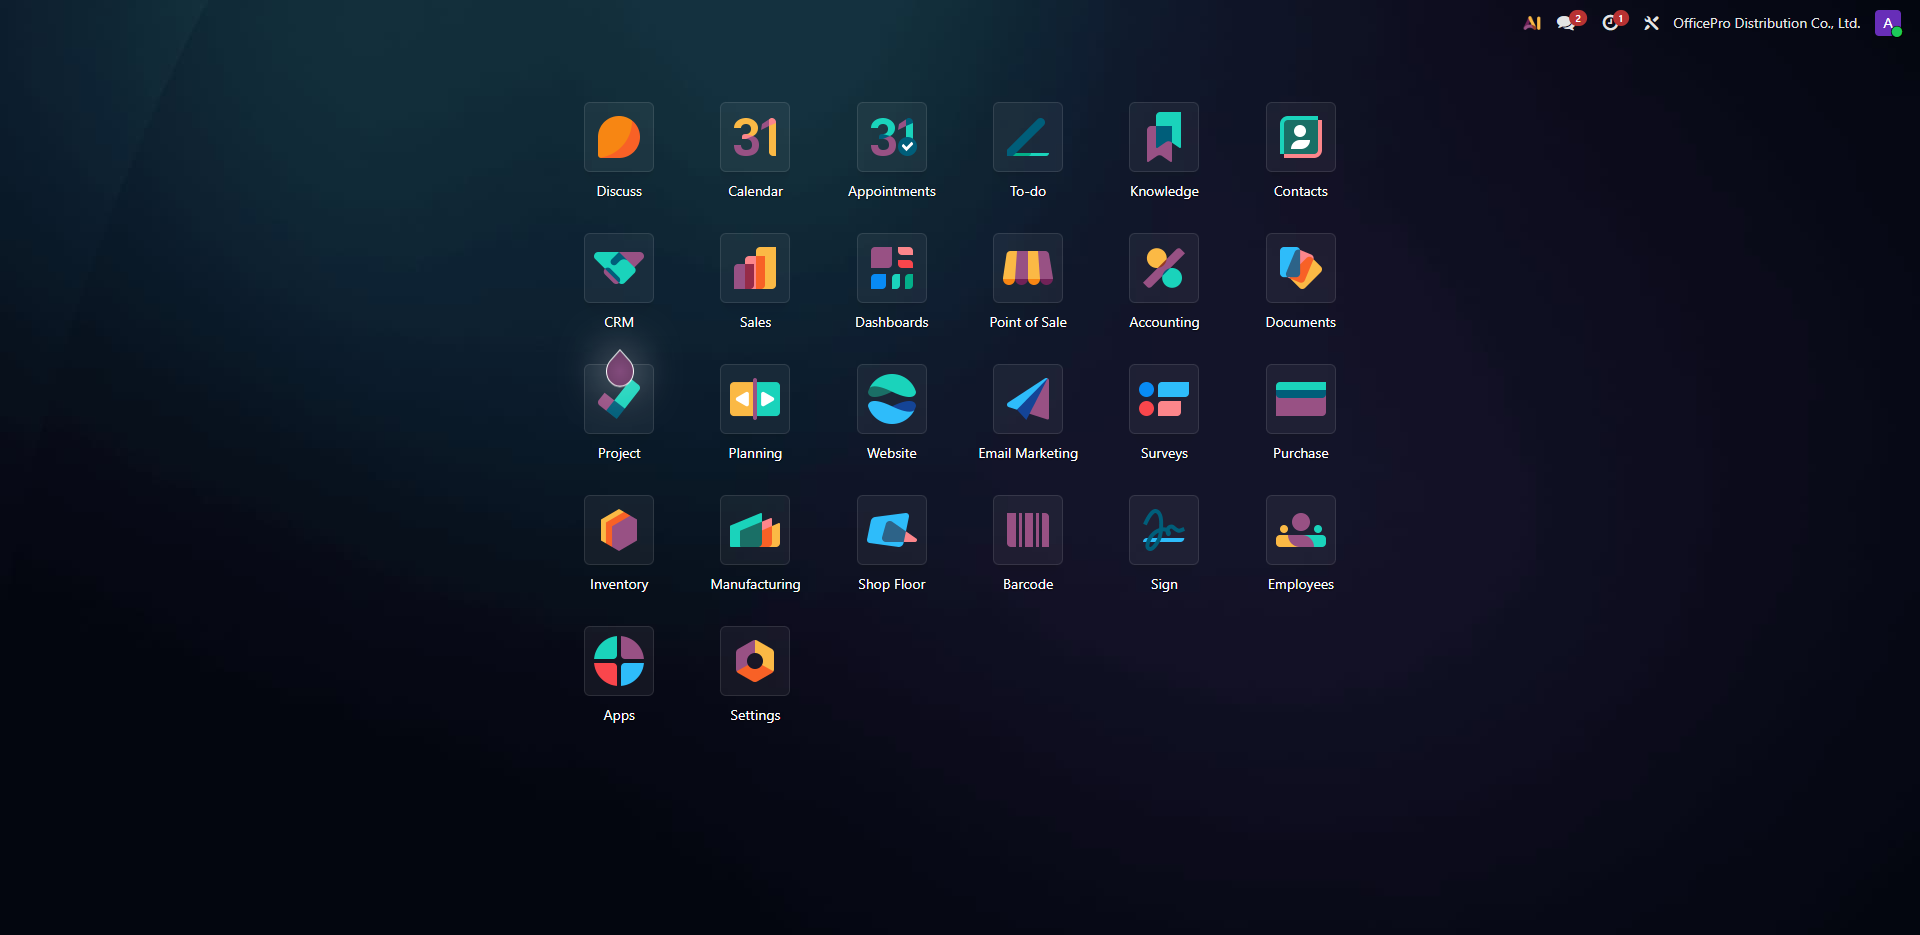 AI 2 1 OfficePro Distribution Co., Ltd. A
31 31
Discuss Calendar Appointments To-do Knowledge Contacts
CRM Sales Dashboards Point of Sale Accounting Documents
Project Planning Website Email Marketing Surveys Purchase
Inventory Manufacturing Shop Floor Barcode Sign Employees
Apps Settings